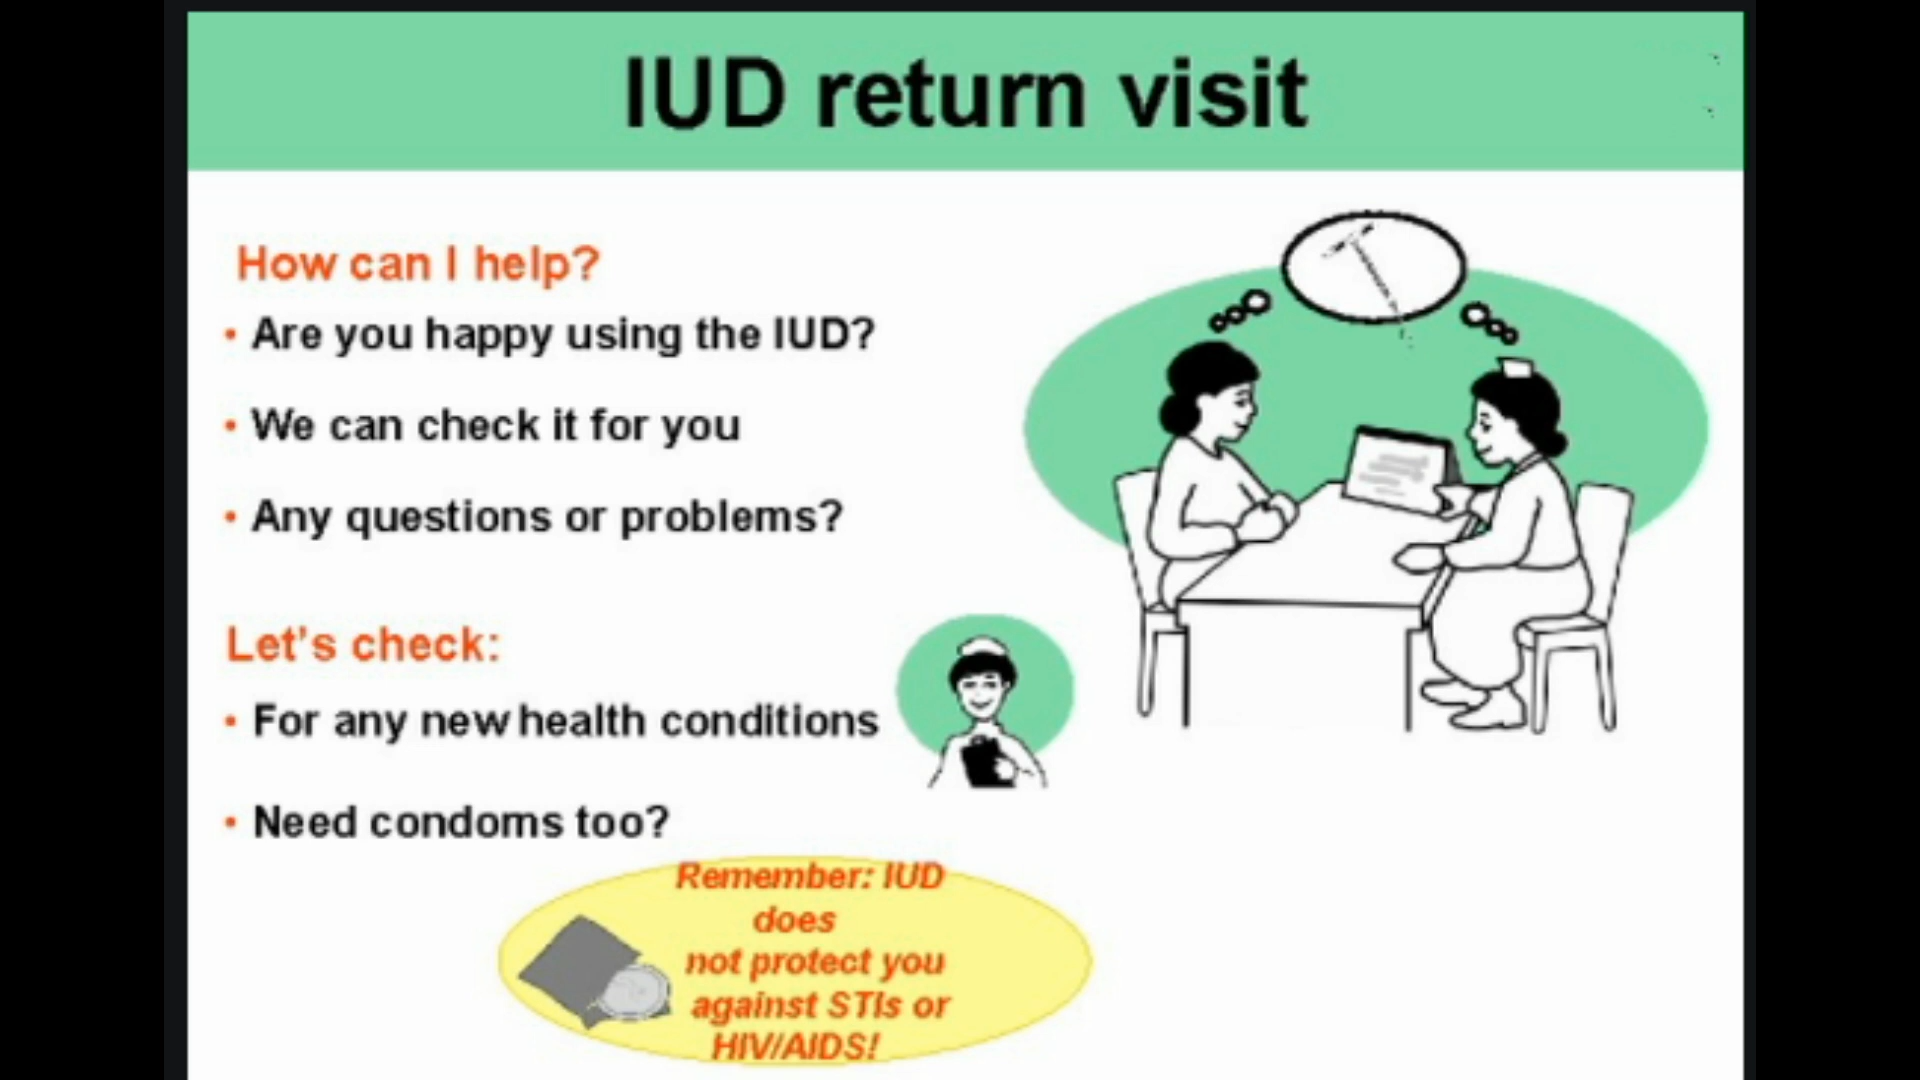 IUD return visit
How can I help?
• Are you happy using the IUD?
• We can check it for you
• Any questions or problems?
Let's check:
• For any new health conditions
• Need condoms too?
Remember: IUD
does
not protect you
against STIs or
HIV/AIDS!